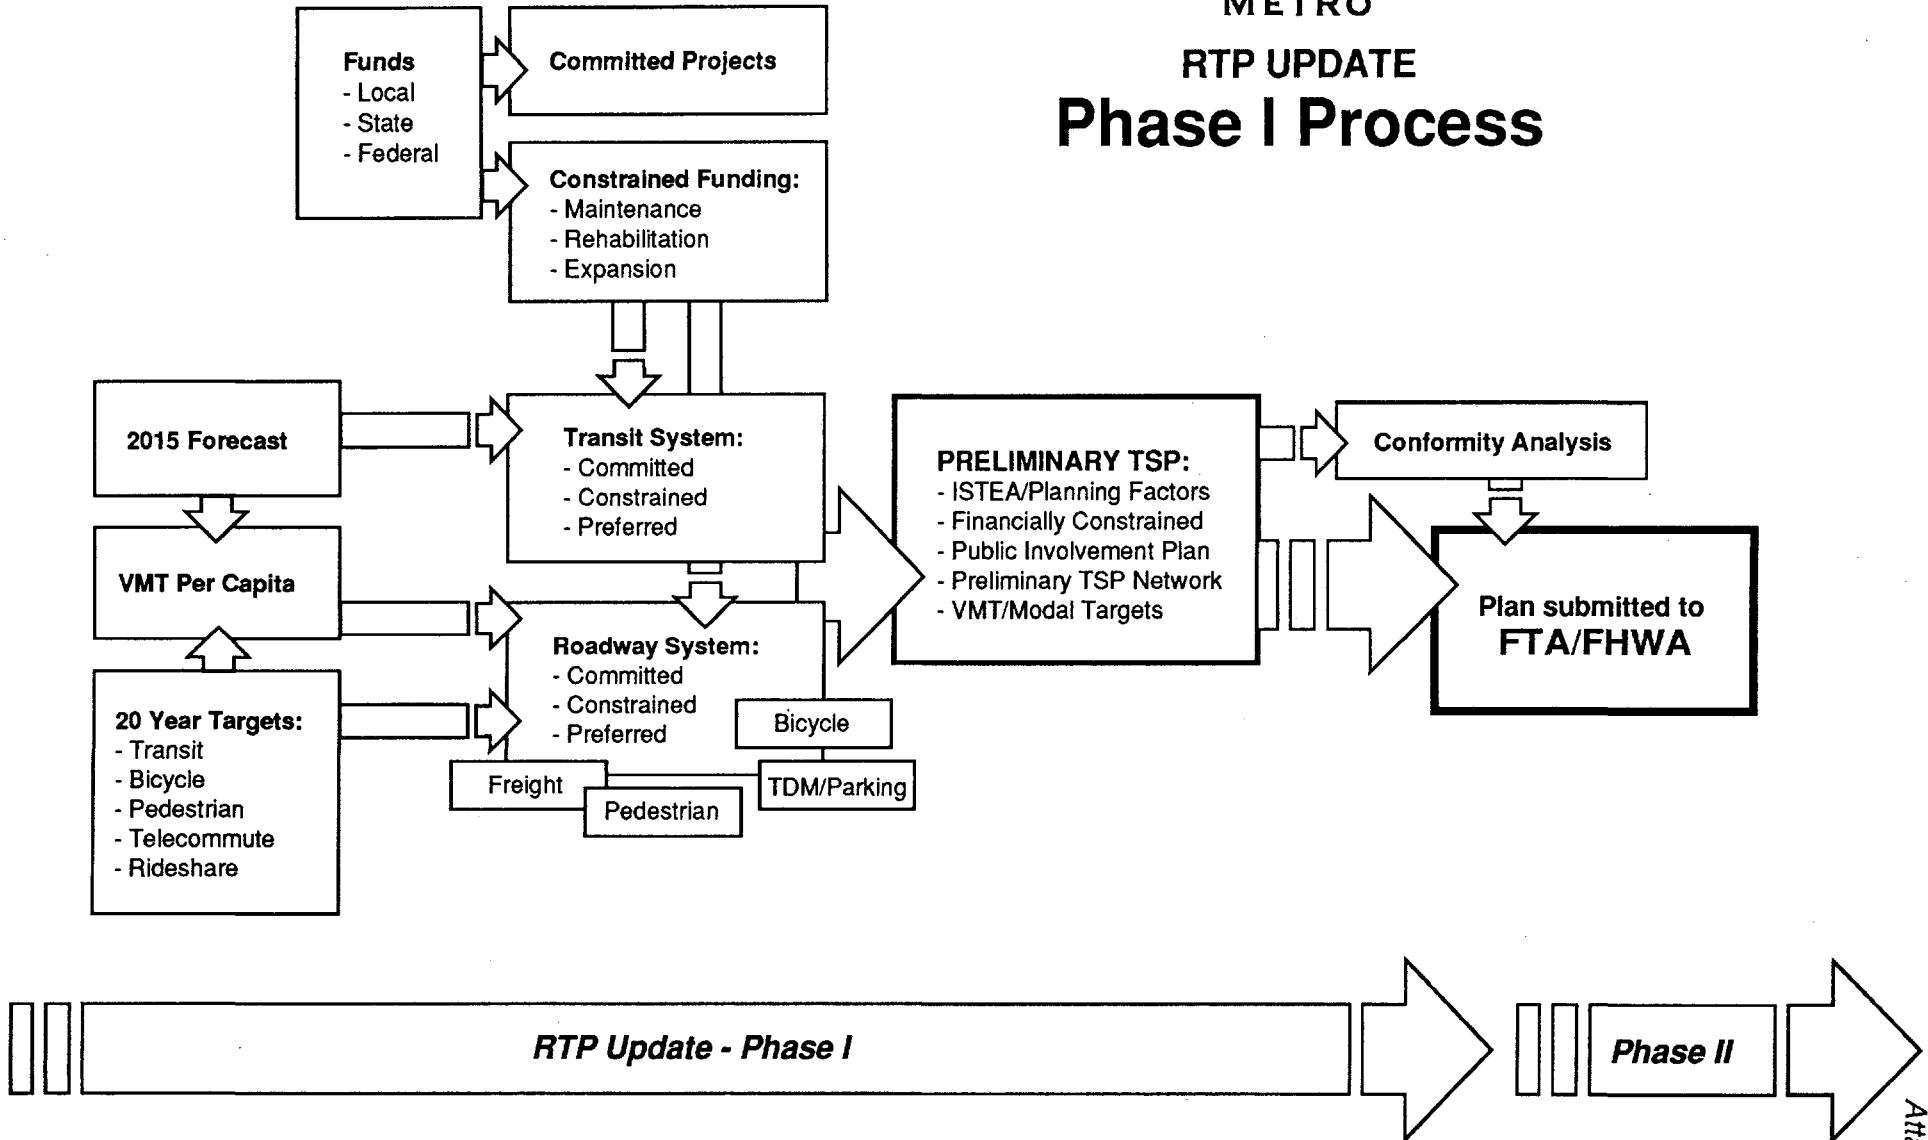 METRO
RTP UPDATE
Phase I Process
Funds
- Local
- State
- Federal
Committed Projects
Constrained Funding:
- Maintenance
- Rehabilitation
- Expansion
2015 Forecast
VMT Per Capita
20 Year Targets:
- Transit
- Bicycle
- Pedestrian
- Telecommute
- Rideshare
Transit System:
- Committed
- Constrained
- Preferred
Roadway System:
- Committed
- Constrained
- Preferred
Bicycle
Freight
Pedestrian
TDM/Parking
PRELIMINARY TSP:
- ISTEA/Planning Factors
- Financially Constrained
- Public Involvement Plan
- Preliminary TSP Network
- VMT/Modal Targets
Conformity Analysis
Plan submitted to
FTA/FHWA
RTP Update - Phase I
Phase II